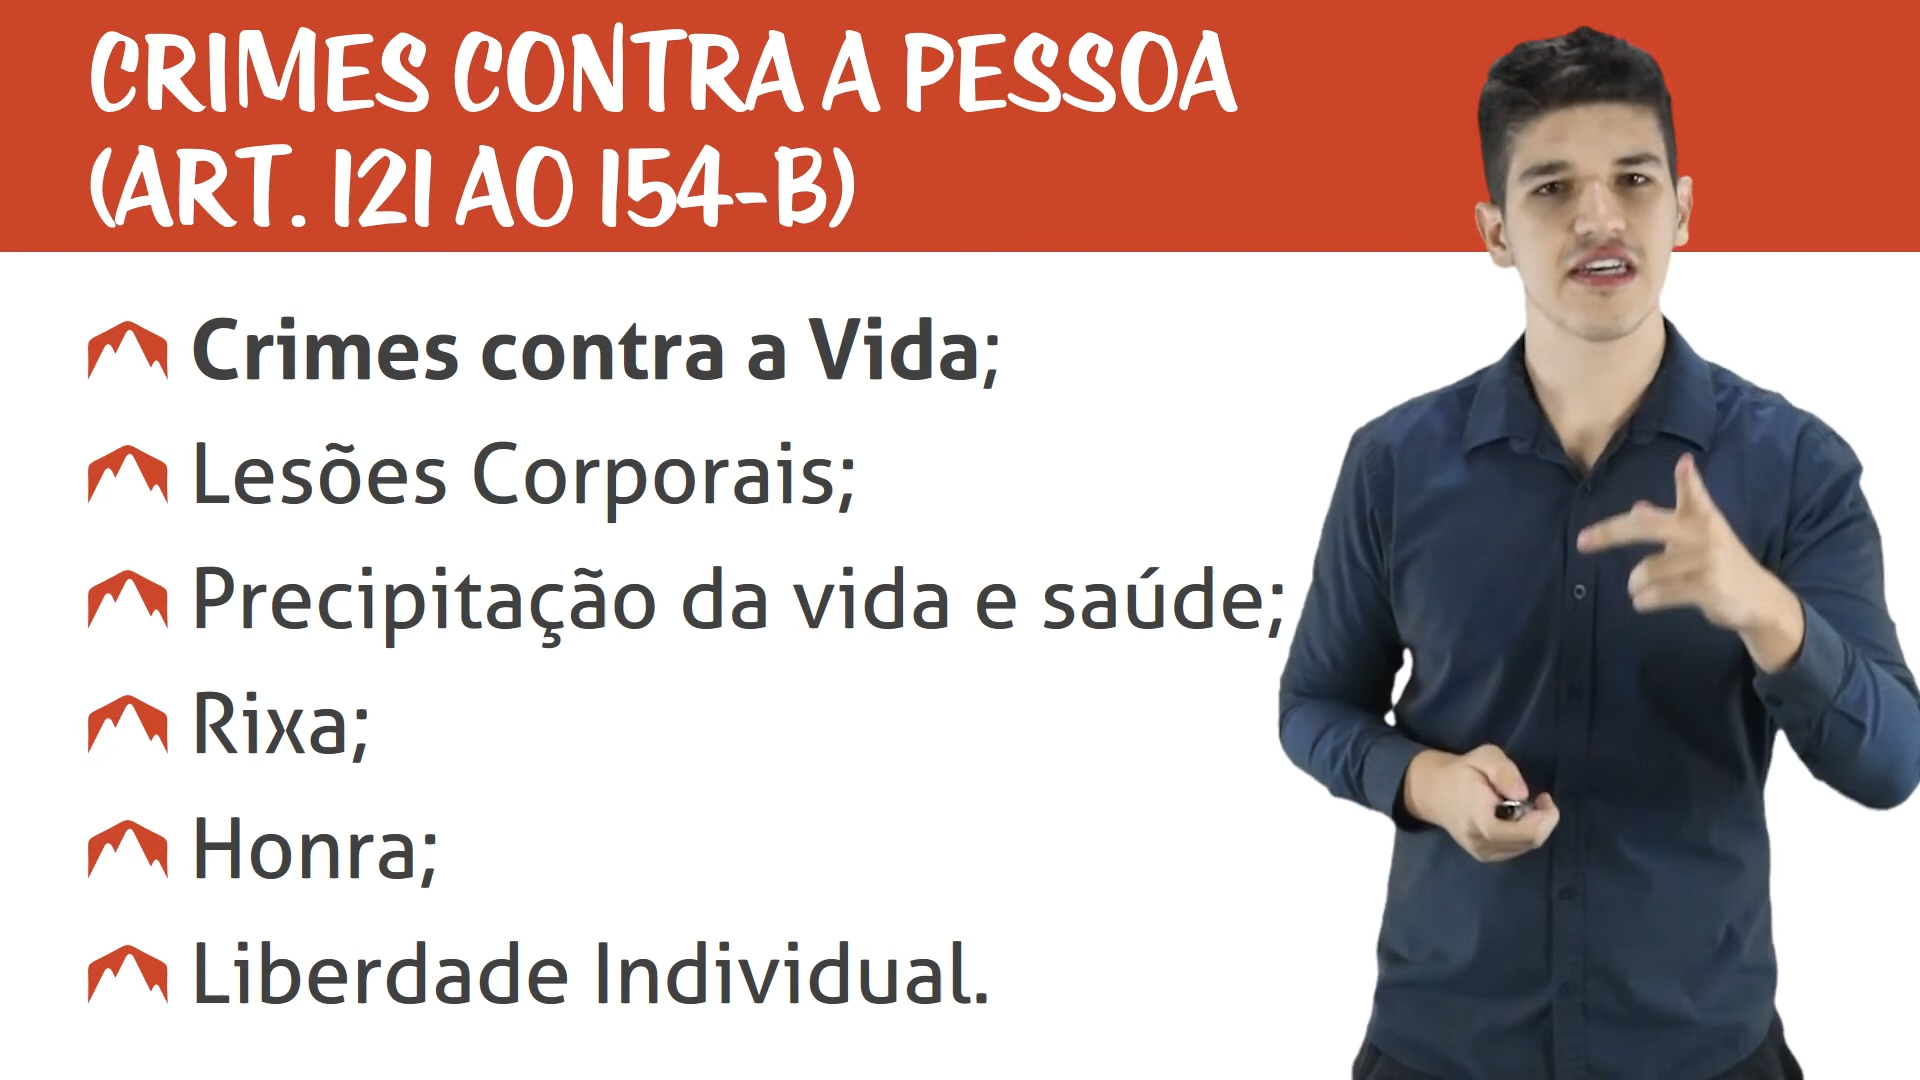 CRIMES CONTRA A PESSOA
(ART. 121 AO 154-B)
Crimes contra a Vida;
Lesões Corporais;
Precipitação da vida e saúde;
Rixa;
Honra;
Liberdade Individual.